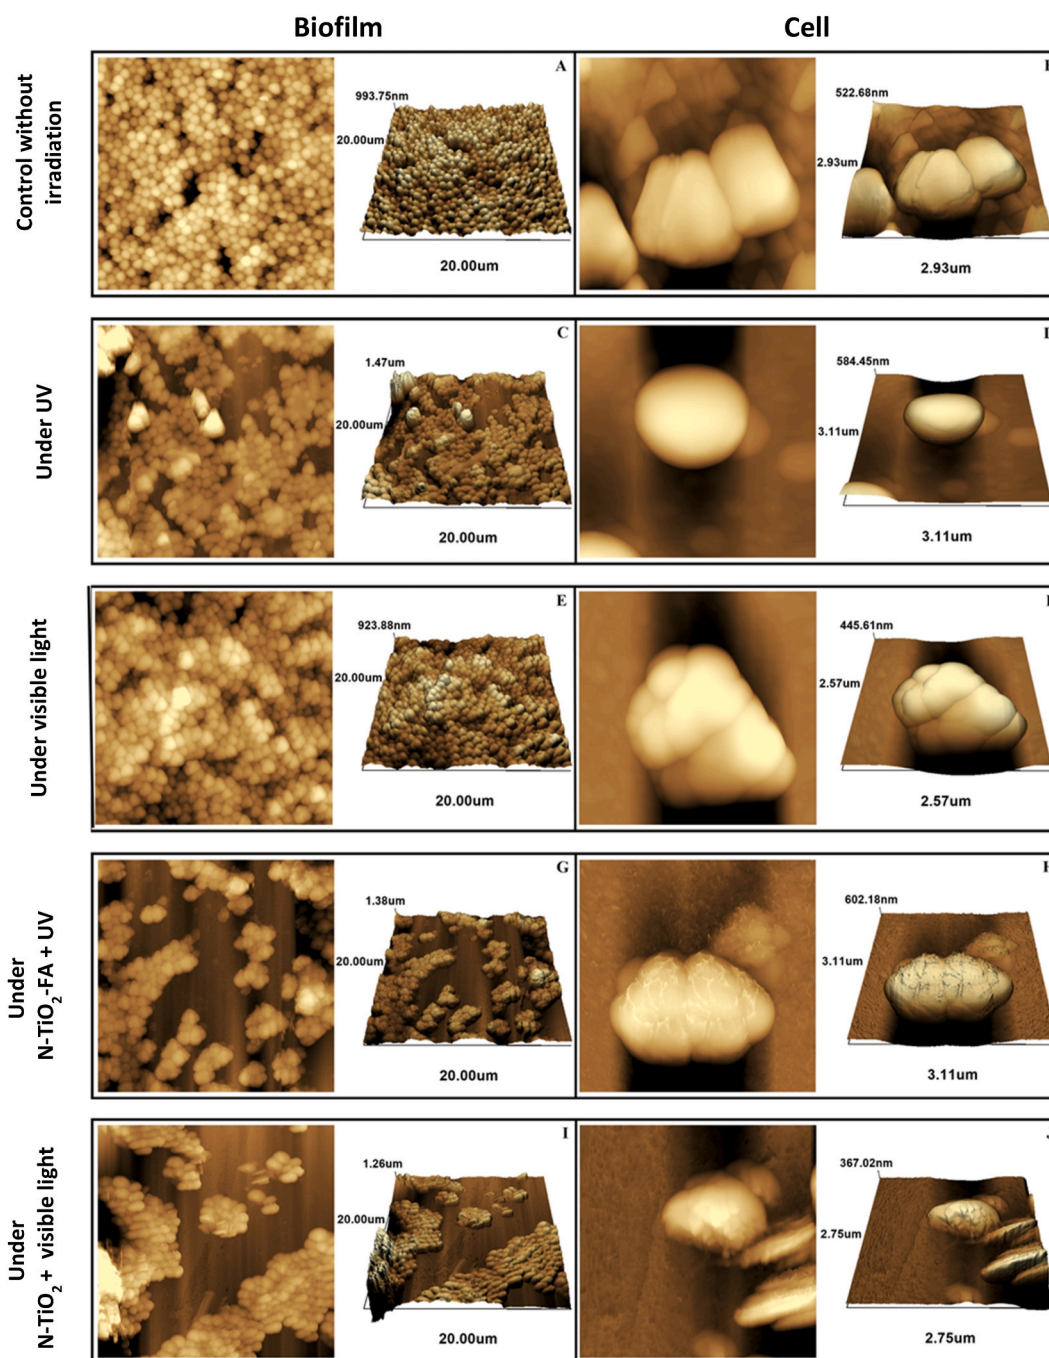 Biofilm Cell
Control without
irradiation
A
993.75nm
20.00um
20.00um
522.68nm
2.93um
2.93um
Under UV
C
1.47um
20.00um
20.00um
584.45nm
3.11um
3.11um
Under visible light
E
923.88nm
20.00um
20.00um
445.61nm
2.57um
2.57um
Under
N-TiO₂-FA + UV
G
1.38um
20.00um
20.00um
H
602.18nm
3.11um
3.11um
Under
N-TiO₂ + visible light
I
1.26um
20.00um
20.00um
J
367.02nm
2.75um
2.75um